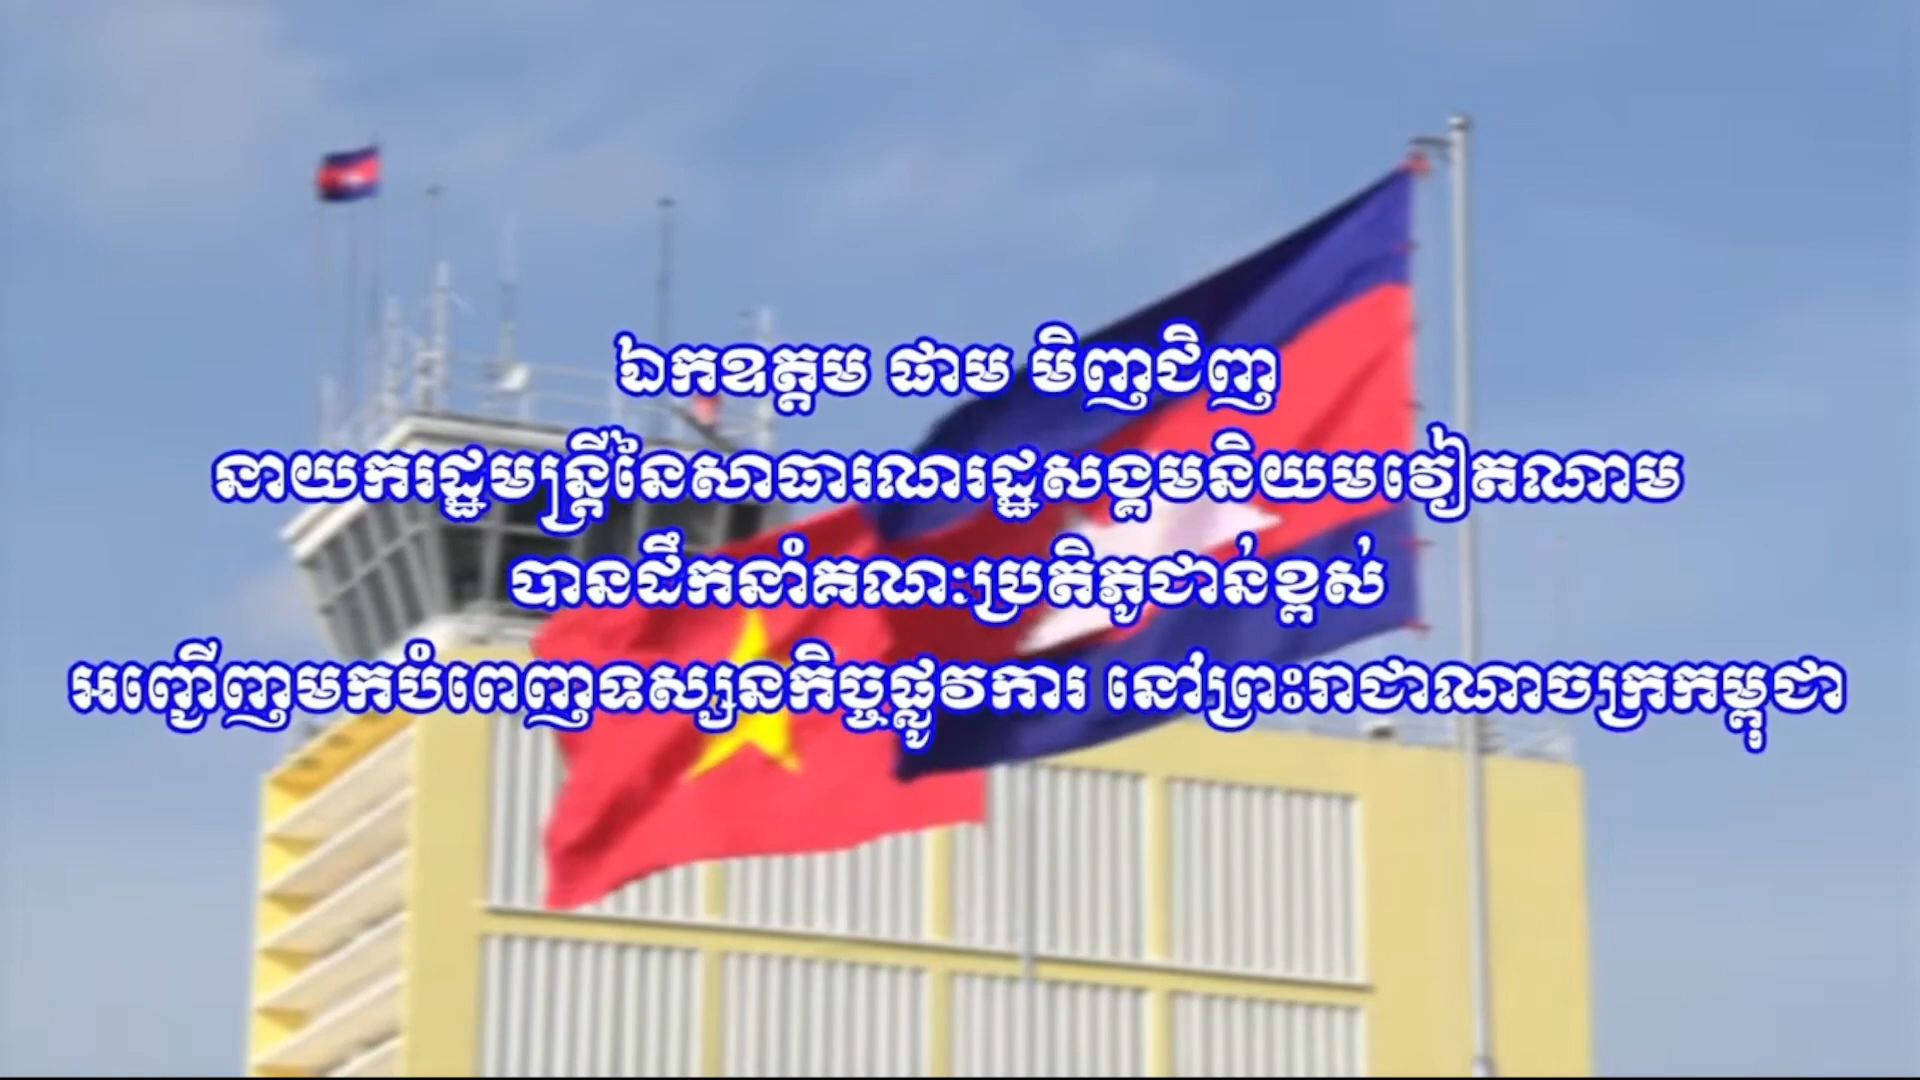 ឯកឧត្តម ផាម មិញជិញ
នាយករដ្ឋមន្ត្រីនៃសាធារណរដ្ឋសង្គមនិយមវៀតណាម
បានដឹកនាំគណៈប្រតិភូជាន់ខ្ពស់
អញ្ជើញមកបំពេញទស្សនកិច្ចផ្លូវការ នៅព្រះរាជាណាចក្រកម្ពុជា